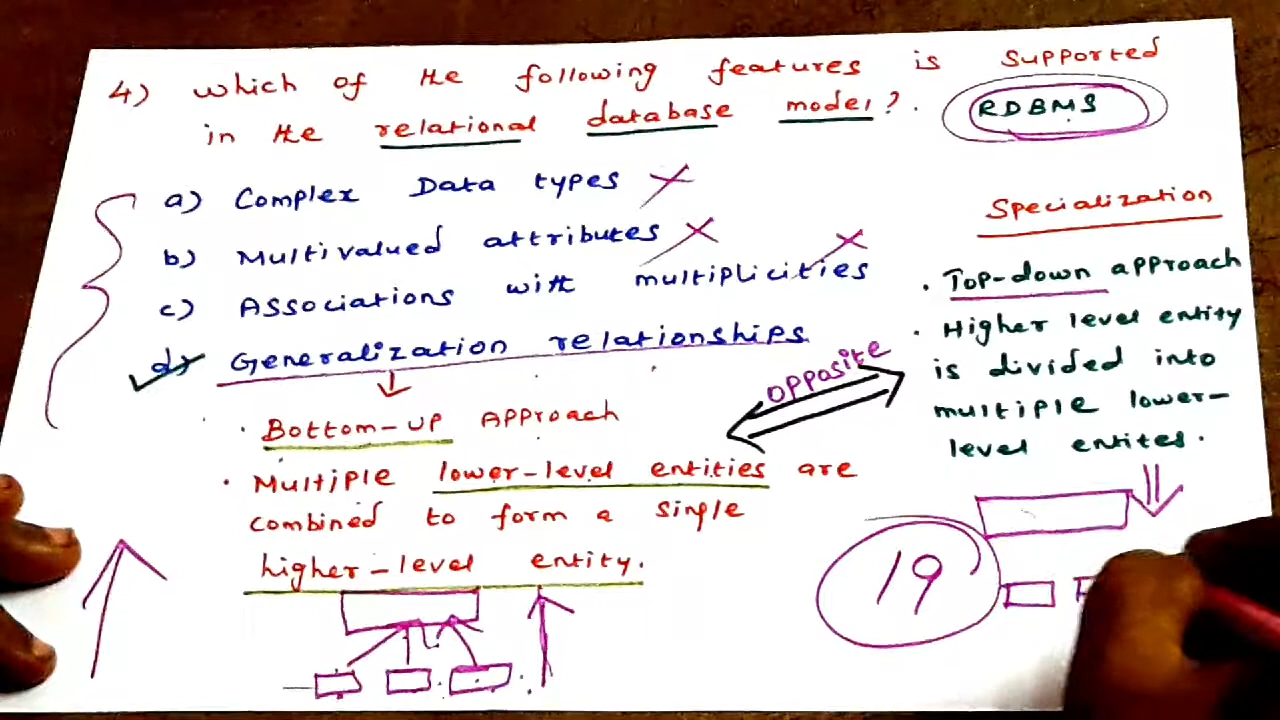 4) which of the following features is supported
in the relational database model?. RDBMS
a) Complex Data types
b) Multivalued attributes
c) Associations with multiplicities
d) Generalization relationships.
. Bottom-up Approach
. Multiple lower-level entities are
combined to form a single
higher-level entity.
opposite
Specialization
. Top-down approach
. Higher level entity
is divided into
multiple lower-
level entites.
19